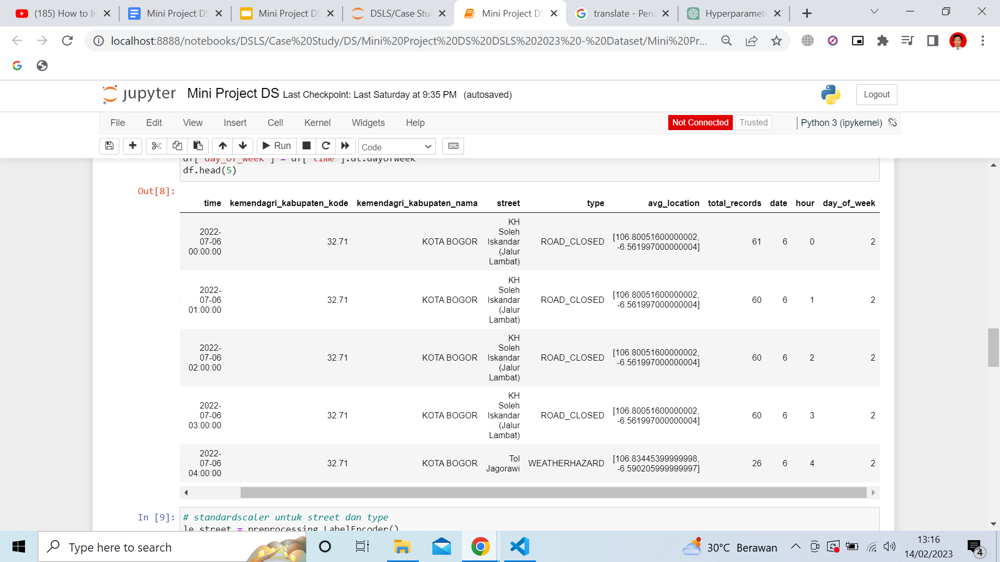 (185) How to In
Mini Project DS
Mini Project DS
DSLS/Case Stu
Mini Project DS
translate - Pen
Hyperparamete
localhost:8888/notebooks/DSLS/Case%20Study/DS/Mini%20Project%20DS%20DSLS%202023%20-%20Dataset/Mini%20Pr...
jupyter Mini Project DS Last Checkpoint: Last Saturday at 9:35 PM (autosaved)
Logout
File Edit View Insert Cell Kernel Widgets Help
Not Connected Trusted Python 3 (ipykernel)
Run Code
df['day_of_week'] = df['time'].dt.dayofweek
df.head(5)
Out[8]:
time kemendagri_kabupaten_kode kemendagri_kabupaten_nama street type avg_location total_records date hour day_of_week
2022-07-06 00:00:00 32.71 KOTA BOGOR KH Soleh Iskandar (Jalur Lambat) ROAD_CLOSED [106.80051600000002, -6.561997000000004] 61 6 0 2
2022-07-06 01:00:00 32.71 KOTA BOGOR KH Soleh Iskandar (Jalur Lambat) ROAD_CLOSED [106.80051600000002, -6.561997000000004] 60 6 1 2
2022-07-06 02:00:00 32.71 KOTA BOGOR KH Soleh Iskandar (Jalur Lambat) ROAD_CLOSED [106.80051600000002, -6.561997000000004] 60 6 2 2
2022-07-06 03:00:00 32.71 KOTA BOGOR KH Soleh Iskandar (Jalur Lambat) ROAD_CLOSED [106.80051600000002, -6.561997000000004] 60 6 3 2
2022-07-06 04:00:00 32.71 KOTA BOGOR Tol Jagorawi WEATHERHAZARD [106.83445399999998, -6.590205999999997] 26 6 4 2
In [9]: # standardscaler untuk street dan type
le_street = preprocessing.LabelEncoder()
Type here to search
30°C Berawan
13:16
14/02/2023
4